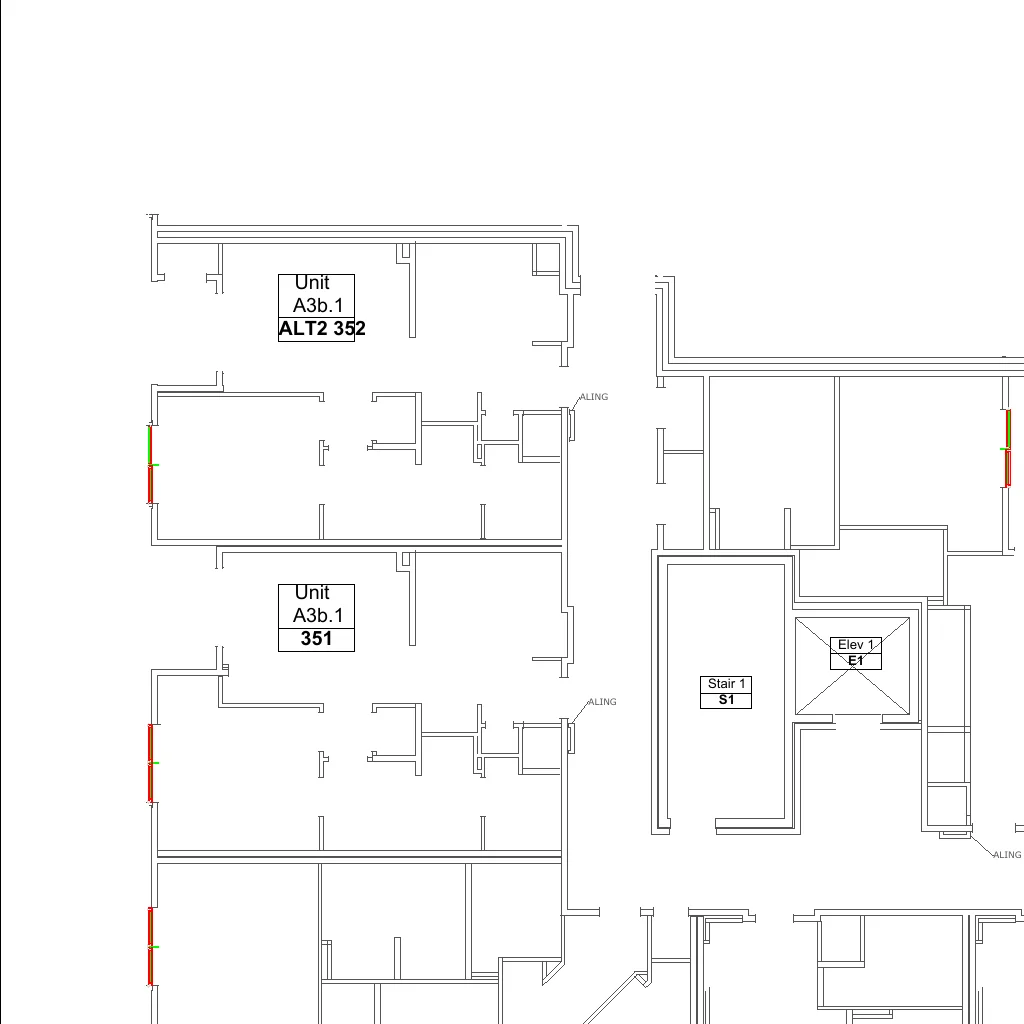 Unit
A3b.1
ALT2 352
ALING
Unit
A3b.1
351
Elev 1
E1
Stair 1
S1
ALING
ALING